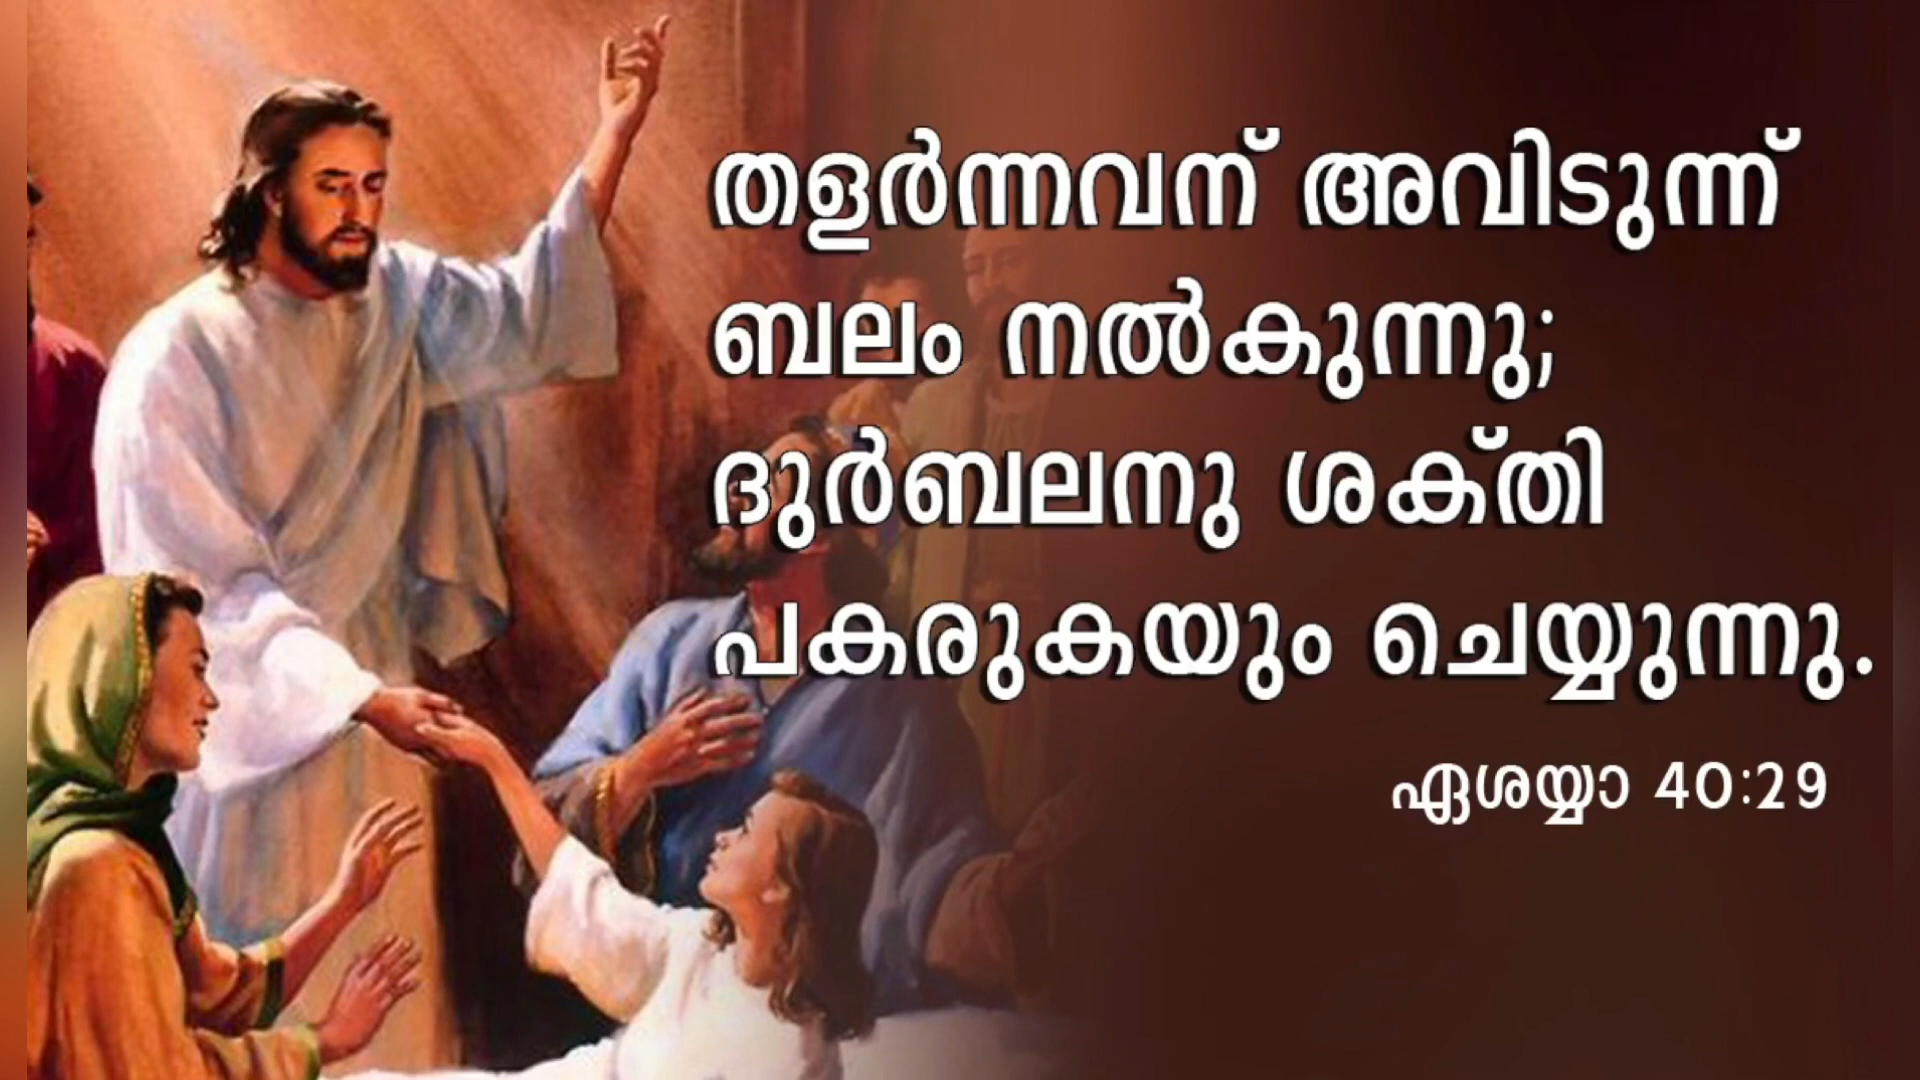 തളർന്നവന് അവിടുന്ന്
ബലം നൽകുന്നു;
ദുർബലനു ശക്തി
പകരുകയും ചെയ്യുന്നു.
ഏശയ്യാ 40:29